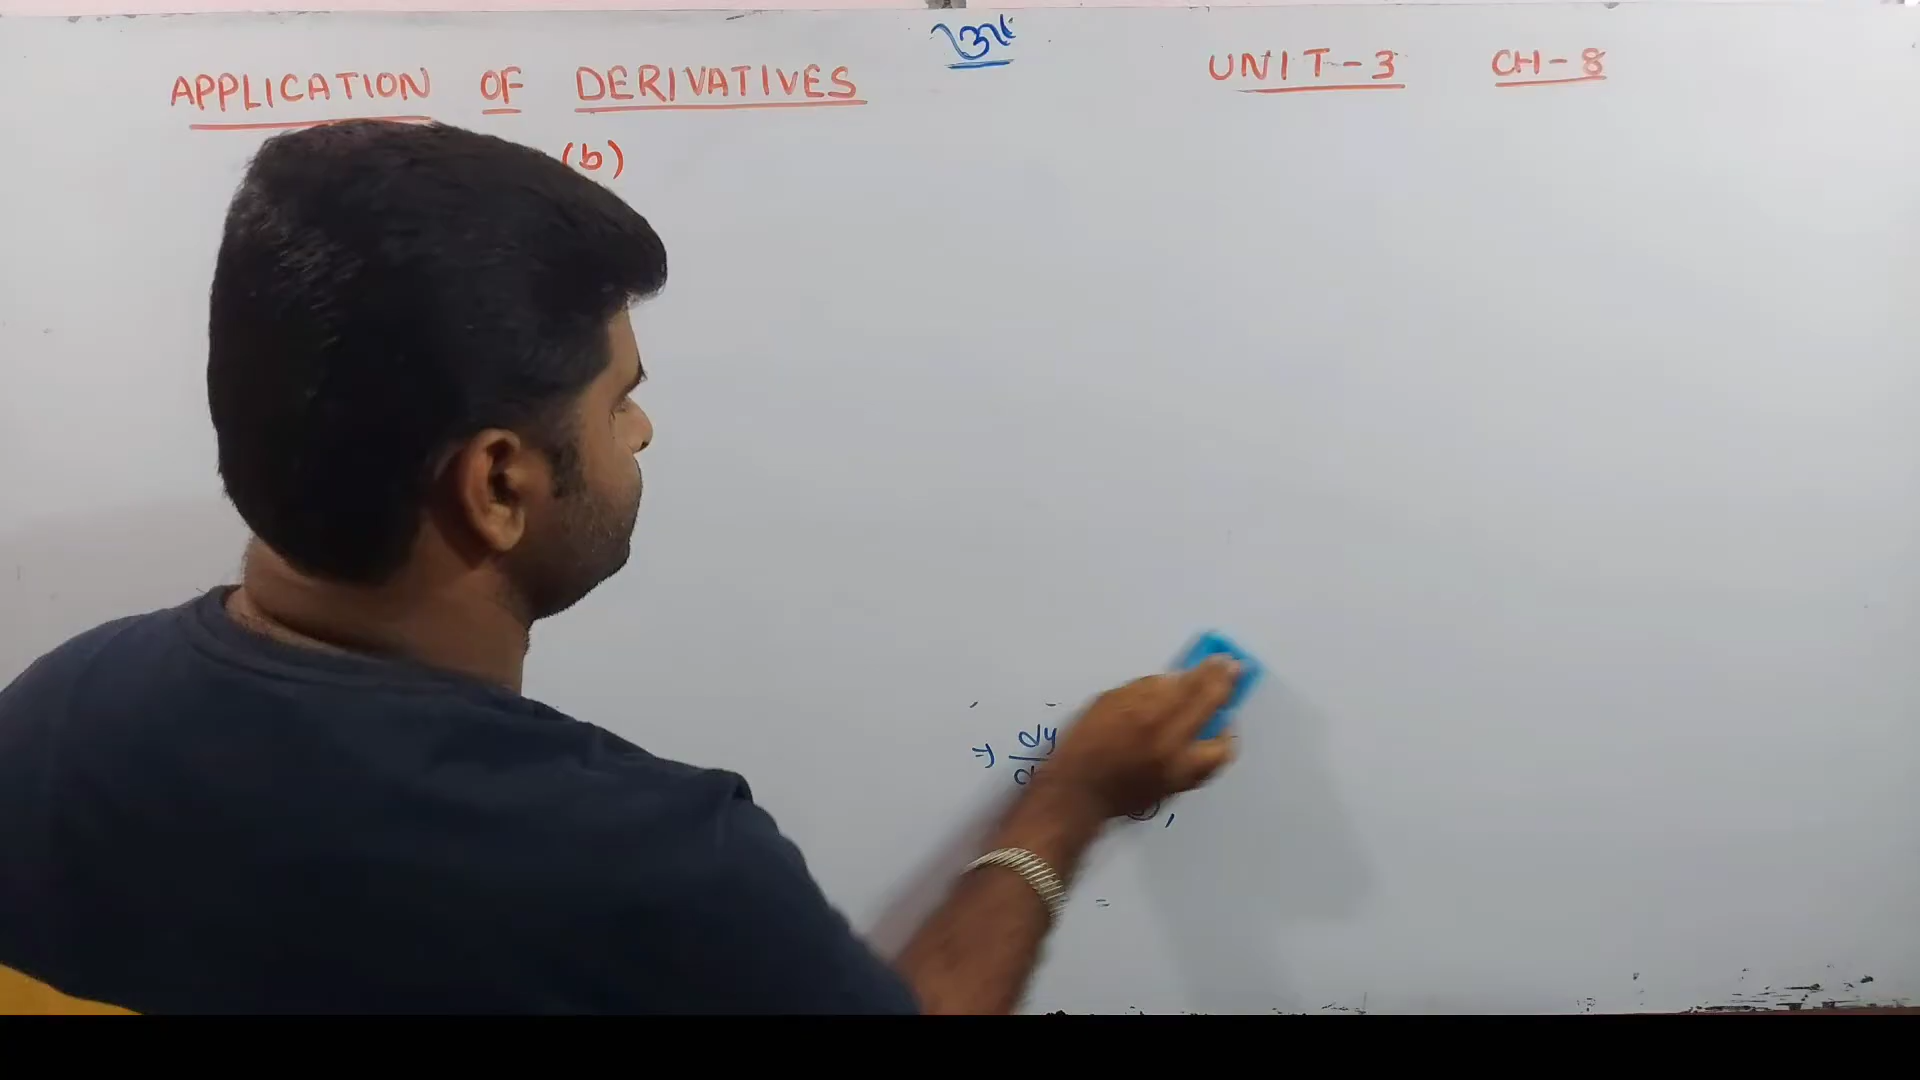 APPLICATION OF DERIVATIVES
UNIT-3 CH-8
(b)
⇒ dy
=